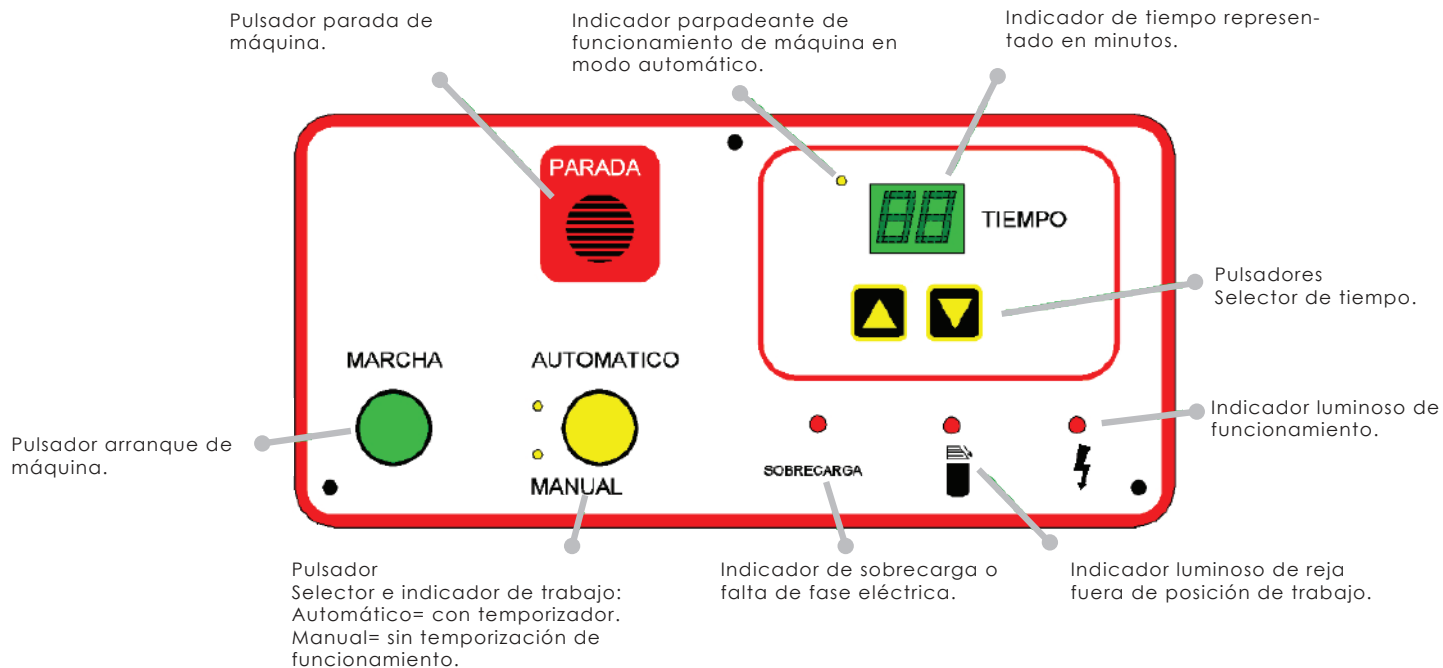 Pulsador parada de
máquina.
Indicador parpadeante de
funcionamiento de máquina en
modo automático.
Indicador de tiempo represen-
tado en minutos.
PARADA
TIEMPO
Pulsadores
Selector de tiempo.
MARCHA
AUTOMATICO
MANUAL
SOBRECARGA
Indicador luminoso de
funcionamiento.
Pulsador arranque de
máquina.
Pulsador
Selector e indicador de trabajo:
Automático= con temporizador.
Manual= sin temporización de
funcionamiento.
Indicador de sobrecarga o
falta de fase eléctrica.
Indicador luminoso de reja
fuera de posición de trabajo.